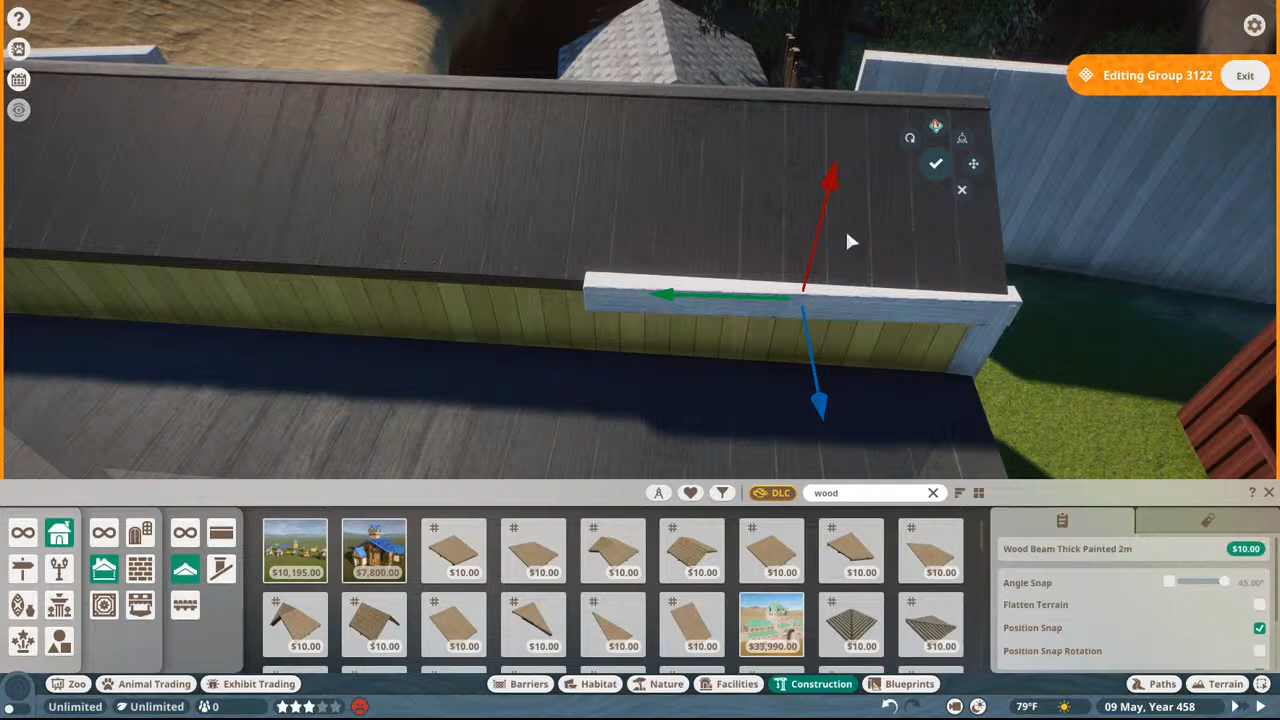 Editing Group 3122
Exit
DLC
wood
$10,195.00
$7,800.00
$10.00
$10.00
$10.00
$10.00
$10.00
$10.00
$10.00
$10.00
$10.00
$10.00
$10.00
$10.00
$10.00
$33,990.00
$10.00
$10.00
Wood Beam Thick Painted 2m
$10.00
Angle Snap
45.00°
Flatten Terrain
Position Snap
Position Snap Rotation
Zoo
Animal Trading
Exhibit Trading
Barriers
Habitat
Nature
Facilities
Construction
Blueprints
Paths
Terrain
Unlimited
Unlimited
0
79°F
09 May, Year 458